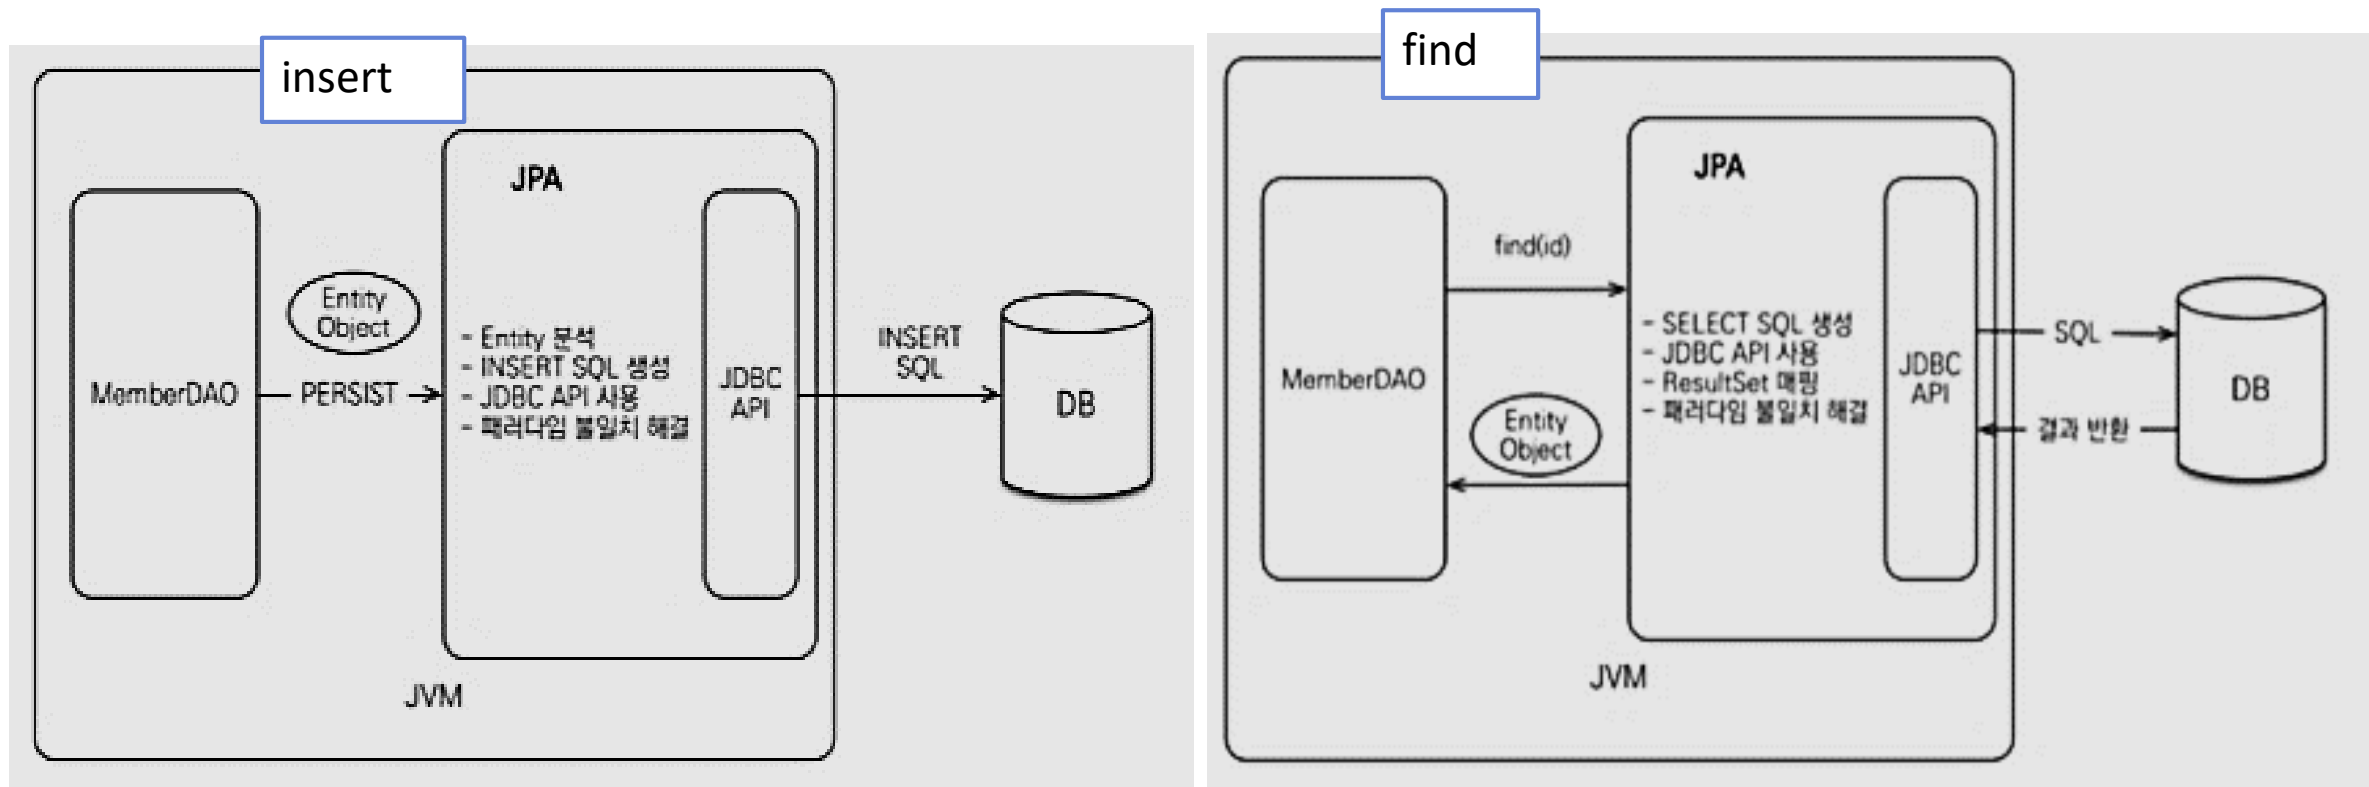 insert
JPA
Entity
Object
MemberDAO
PERSIST
- Entity 분석
- INSERT SQL 생성
- JDBC API 사용
- 패러다임 불일치 해결
JDBC
API
INSERT
SQL
DB
JVM
find
JPA
find(id)
MemberDAO
Entity
Object
- SELECT SQL 생성
- JDBC API 사용
- ResultSet 매핑
- 패러다임 불일치 해결
JDBC
API
SQL
결과 반환
DB
JVM